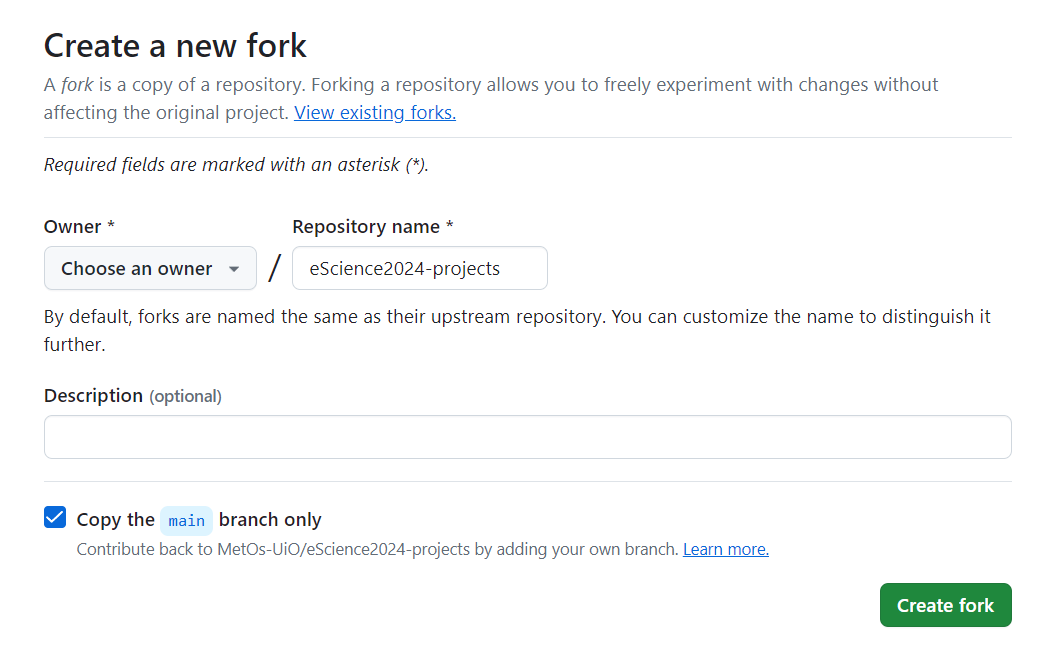 Create a new fork
A fork is a copy of a repository. Forking a repository allows you to freely experiment with changes without
affecting the original project. View existing forks.
Required fields are marked with an asterisk (*).
Owner * Repository name *
Choose an owner / eScience2024-projects
By default, forks are named the same as their upstream repository. You can customize the name to distinguish it
further.
Description (optional)
Copy the main branch only
Contribute back to MetOs-UiO/eScience2024-projects by adding your own branch. Learn more.
Create fork